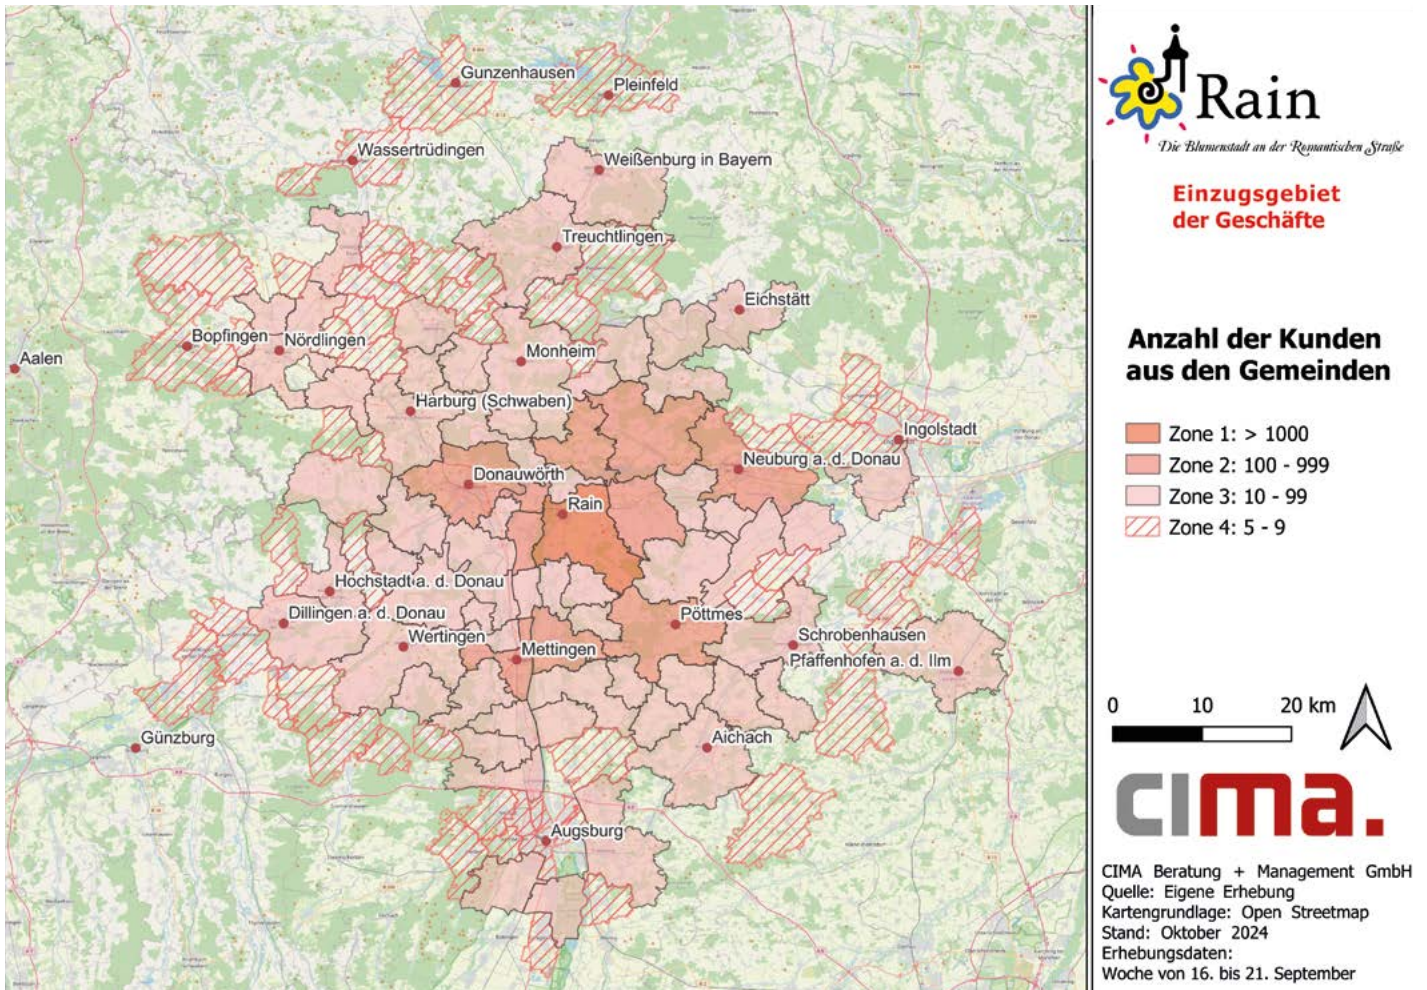 Gunzenhausen
Pleinfeld
Wassertrüdingen
Weißenburg in Bayern
Treuchtlingen
Eichstätt
Bopfingen
Nördlingen
Monheim
Aalen
Harburg (Schwaben)
Ingolstadt
Neuburg a. d. Donau
Donauwörth
Rain
Höchstadt a. d. Donau
Dillingen a. d. Donau
Pöttmes
Wertingen
Mettingen
Schrobenhausen
Pfaffenhofen a. d. Ilm
Günzburg
Aichach
Augsburg
Rain
Die Blumenstadt an der Romantischen Straße
Einzugsgebiet
der Geschäfte
Anzahl der Kunden
aus den Gemeinden
Zone 1: > 1000
Zone 2: 100 - 999
Zone 3: 10 - 99
Zone 4: 5 - 9
0 10 20 km
cima.
CIMA Beratung + Management GmbH
Quelle: Eigene Erhebung
Kartengrundlage: Open Streetmap
Stand: Oktober 2024
Erhebungsdaten:
Woche von 16. bis 21. September